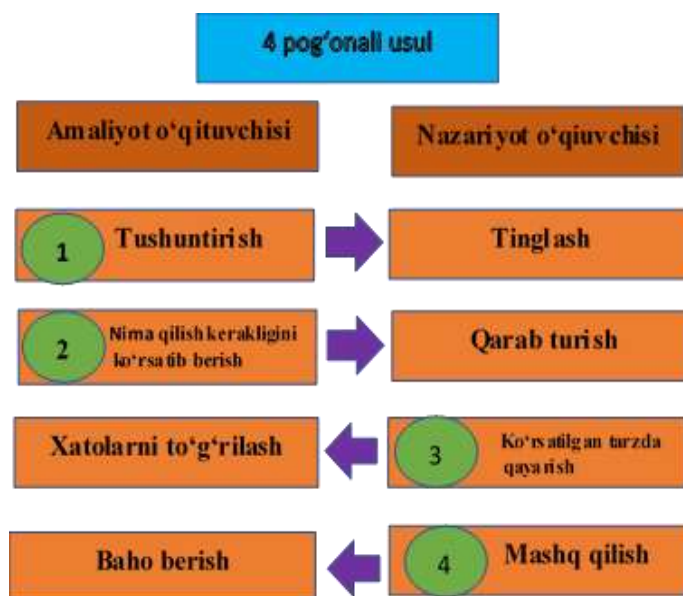 4 pog‘onali usul
Amaliyot o‘qituvchisi
Nazariyot o‘qiuvchisi
1
Tushuntirish
Tinglash
2
Nima qilish kerakligini
ko‘rsatib berish
Qarab turish
Xatolarni to‘g‘rilash
3
Ko‘rsatilgan tarzda
qayarish
Baho berish
4
Mashq qilish